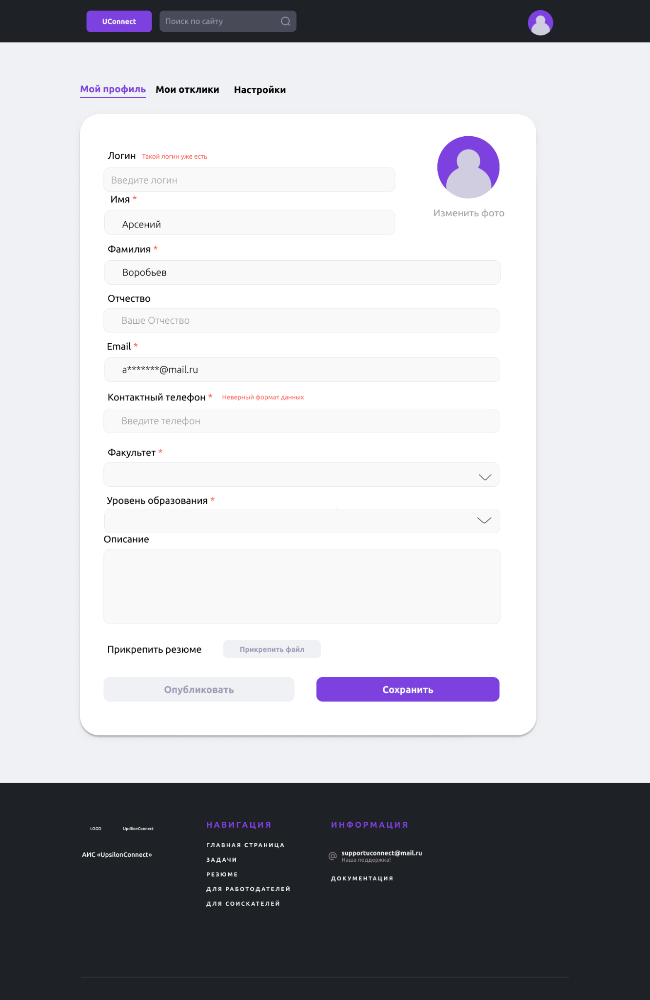 UConnect
Поиск по сайту
Мой профиль Мои отклики Настройки
Логин Такой логин уже есть
Введите логин
Имя *
Арсений
Изменить фото
Фамилия *
Воробьев
Отчество
Ваше Отчество
Email *
a*******@mail.ru
Контактный телефон * Неверный формат данных
Введите телефон
Факультет *
Уровень образования *
Описание
Прикрепить резюме Прикрепить файл
Опубликовать Сохранить
LOGO UpdilonConnect
АИС «UpsilonConnect»
НАВИГАЦИЯ
ГЛАВНАЯ СТРАНИЦА
ЗАДАЧИ
РЕЗЮМЕ
ДЛЯ РАБОТОДАТЕЛЕЙ
ДЛЯ СОИСКАТЕЛЕЙ
ИНФОРМАЦИЯ
@ supportuconnect@mail.ru
Наша поддержка!
ДОКУМЕНТАЦИЯ